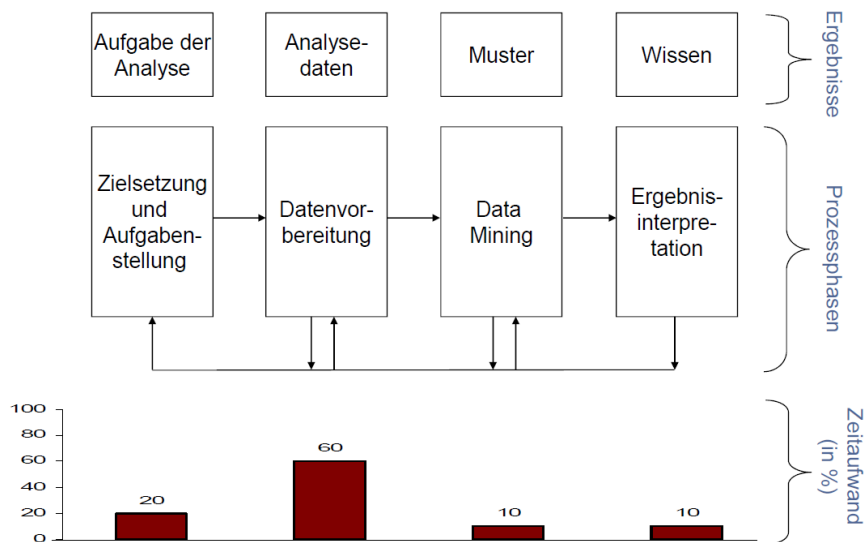 Aufgabe der
Analyse
Analyse-
daten
Muster
Wissen
Ergebnisse
Zielsetzung
und
Aufgaben-
stellung
Datenvor-
bereitung
Data
Mining
Ergebnis-
interpre-
tation
Prozessphasen
100
80
60
40
20
0
20
60
10
10
Zeitaufwand
(in %)